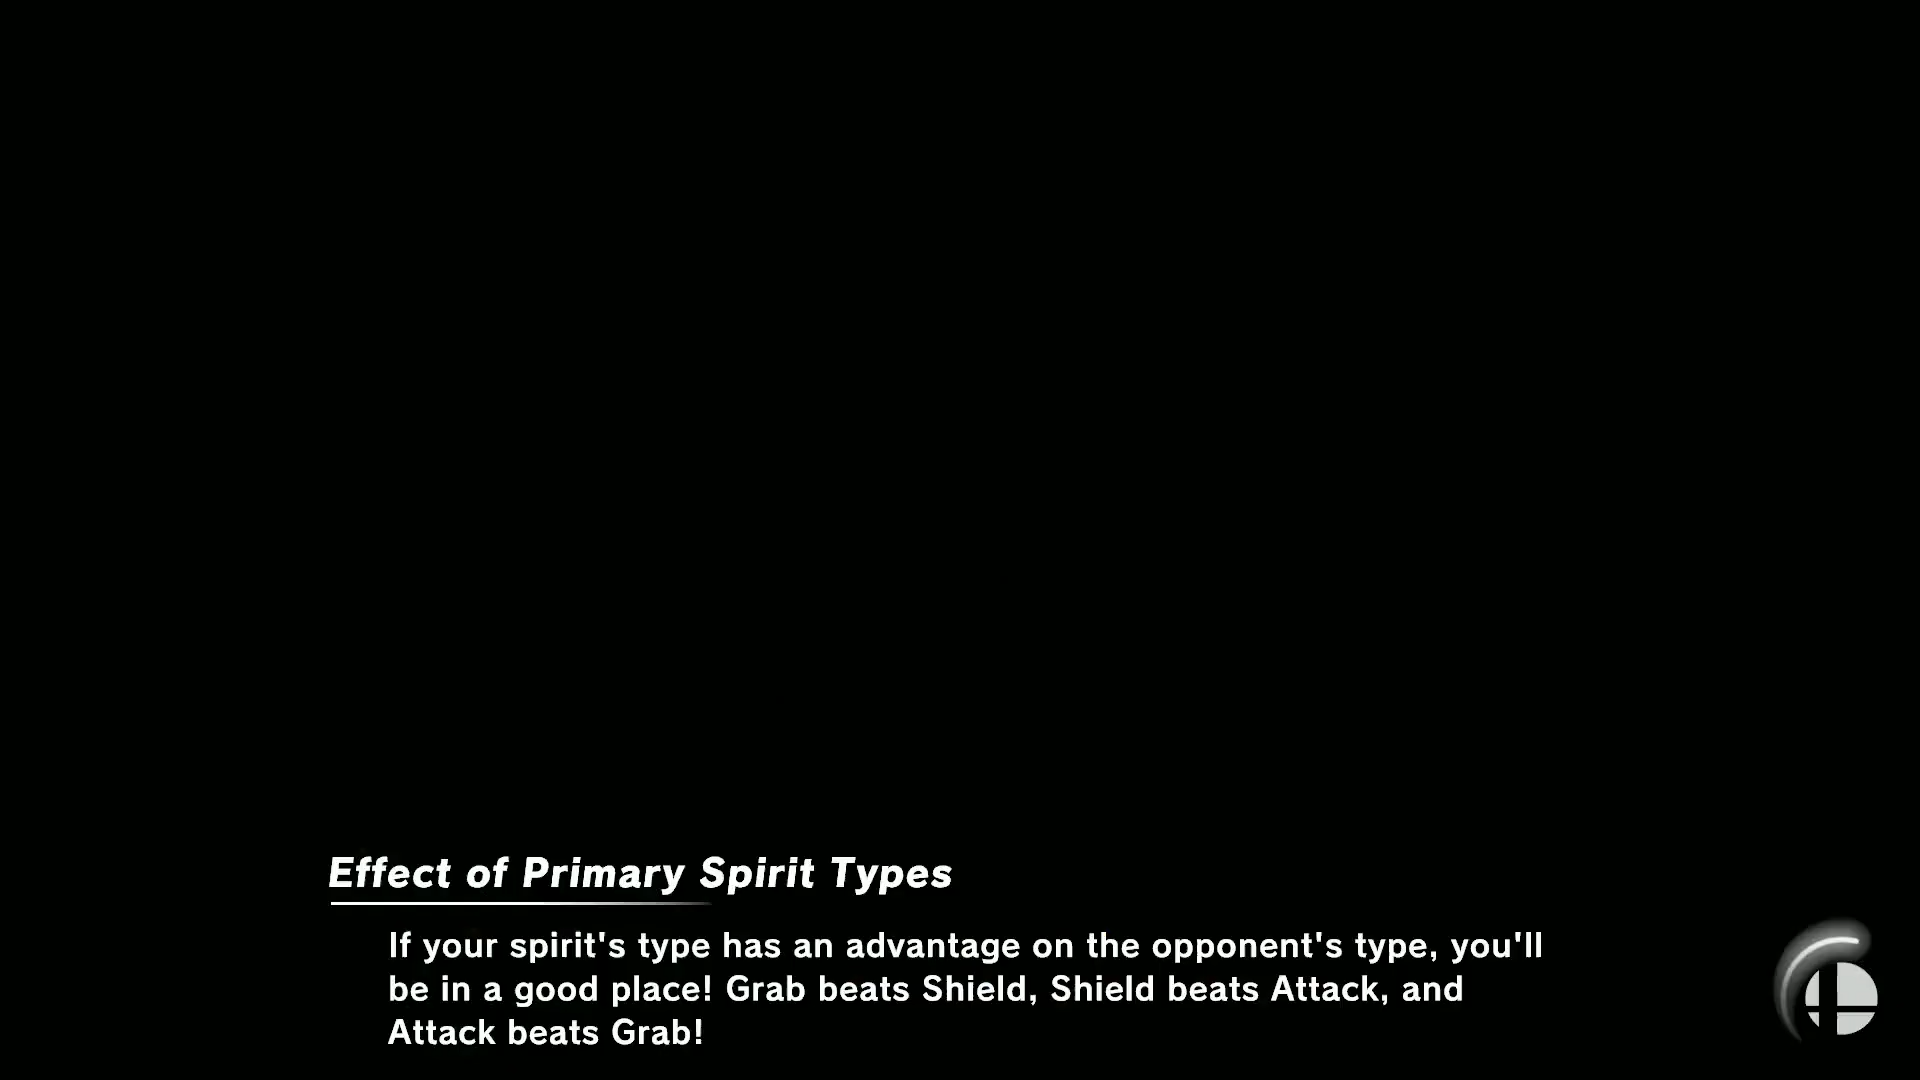 Effect of Primary Spirit Types
If your spirit's type has an advantage on the opponent's type, you'll
be in a good place! Grab beats Shield, Shield beats Attack, and
Attack beats Grab!